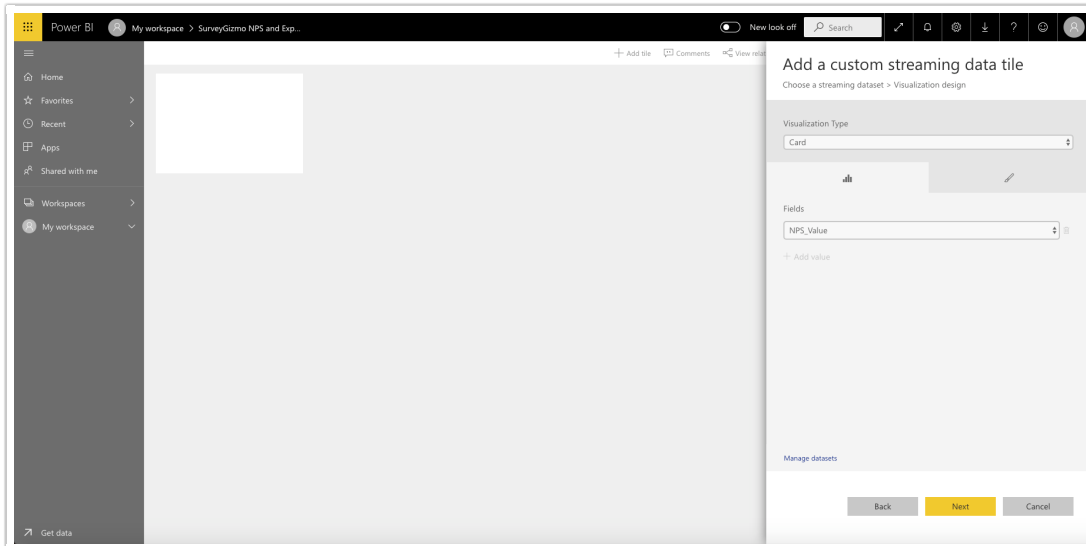 Power BI
My workspace > SurveyGizmo NPS and Exp...
New look off
Search
Home
Favorites
Recent
Apps
Shared with me
Workspaces
My workspace
Get data
Add tile
Comments
View relat
Add a custom streaming data tile
Choose a streaming dataset > Visualization design
Visualization Type
Card
Fields
NPS_Value
+ Add value
Manage datasets
Back
Next
Cancel